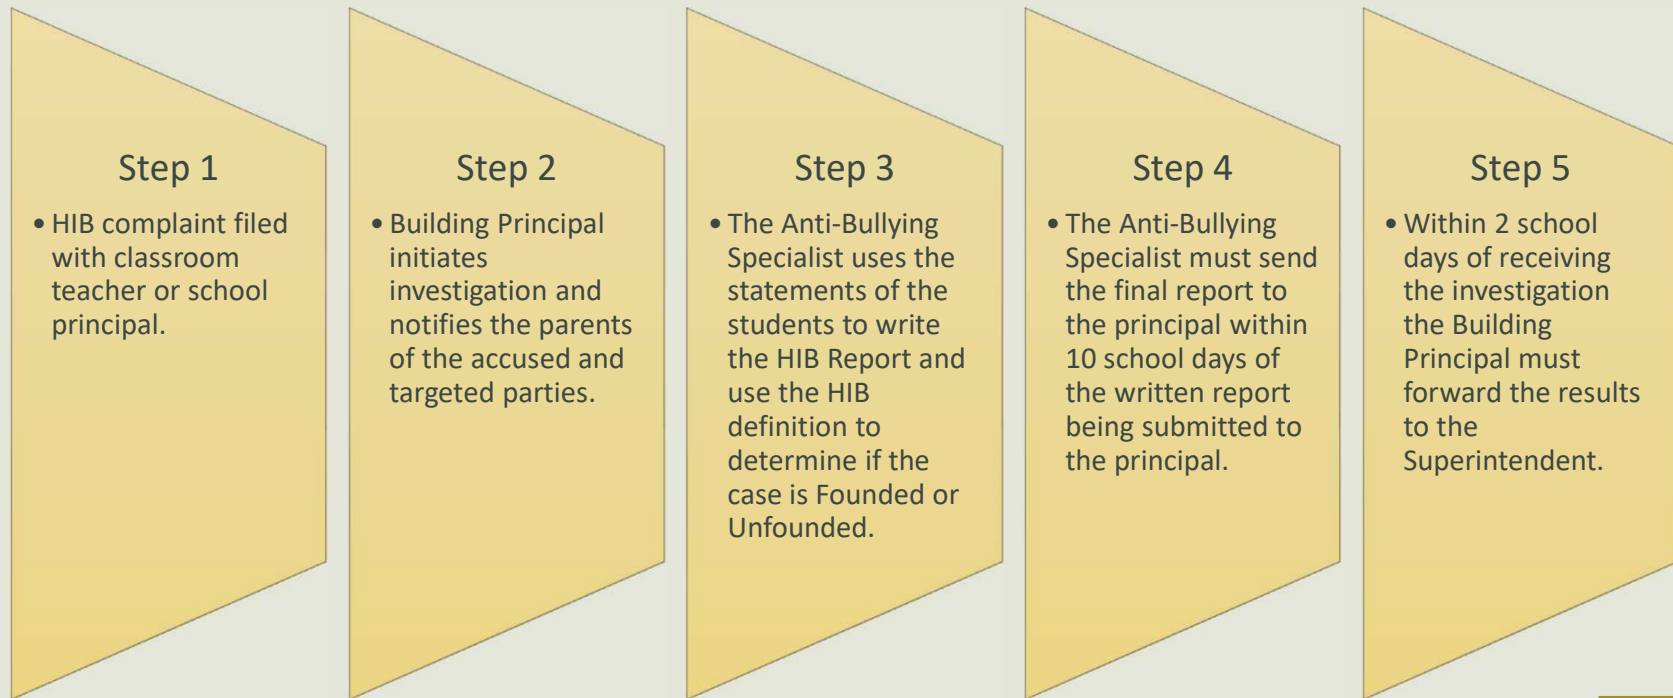 Step 1
• HIB complaint filed
with classroom
teacher or school
principal.
Step 2
• Building Principal
initiates
investigation and
notifies the parents
of the accused and
targeted parties.
Step 3
• The Anti-Bullying
Specialist uses the
statements of the
students to write
the HIB Report and
use the HIB
definition to
determine if the
case is Founded or
Unfounded.
Step 4
• The Anti-Bullying
Specialist must send
the final report to
the principal within
10 school days of
the written report
being submitted to
the principal.
Step 5
• Within 2 school
days of receiving
the investigation
the Building
Principal must
forward the results
to the
Superintendent.